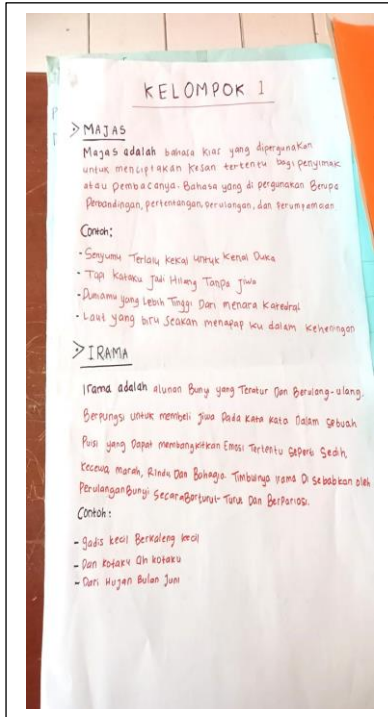 KELOMPOK I
MAJAS
Majas adalah bahasa kias yang dipergunakan
untuk menciptakan kesan tertentu bagi penyimak
atau pembacanya. Bahasa yang di pergunakan Berupa
Perbandingan, pertentangan, perulangan, dan perumpamaan
Contoh:
- Senyummu Terlalu Kekal untuk Kenal Duka
- Tapi Kataku Jadi Hilang Tanpa Jiwa
- Duniamu yang Lebih Tinggi Dari menara Katedral
- Laut yang biru Seakan menatap ku dalam Keheningan
IRAMA
Irama adalah alunan Bunyi yang Teratur Dan Berulang-ulang.
Berpungsi untuk memberi Jiwa Pada Kata Kata Dalam Sebuah
Puisi yang Dapat membangkitkan Emosi Tertentu Seperti Sedih,
Kecewa marah, Rindu Dan Bahagia. Timbulnya irama Di Sebabkan oleh
Perulangan Bunyi Secara Berturut-Turut Dan Berpariasi.
Contoh:
- gadis kecil Berkaleng kecil
- Dan Kotaku Oh kotaku
- Dari Hujan Bulan Juni